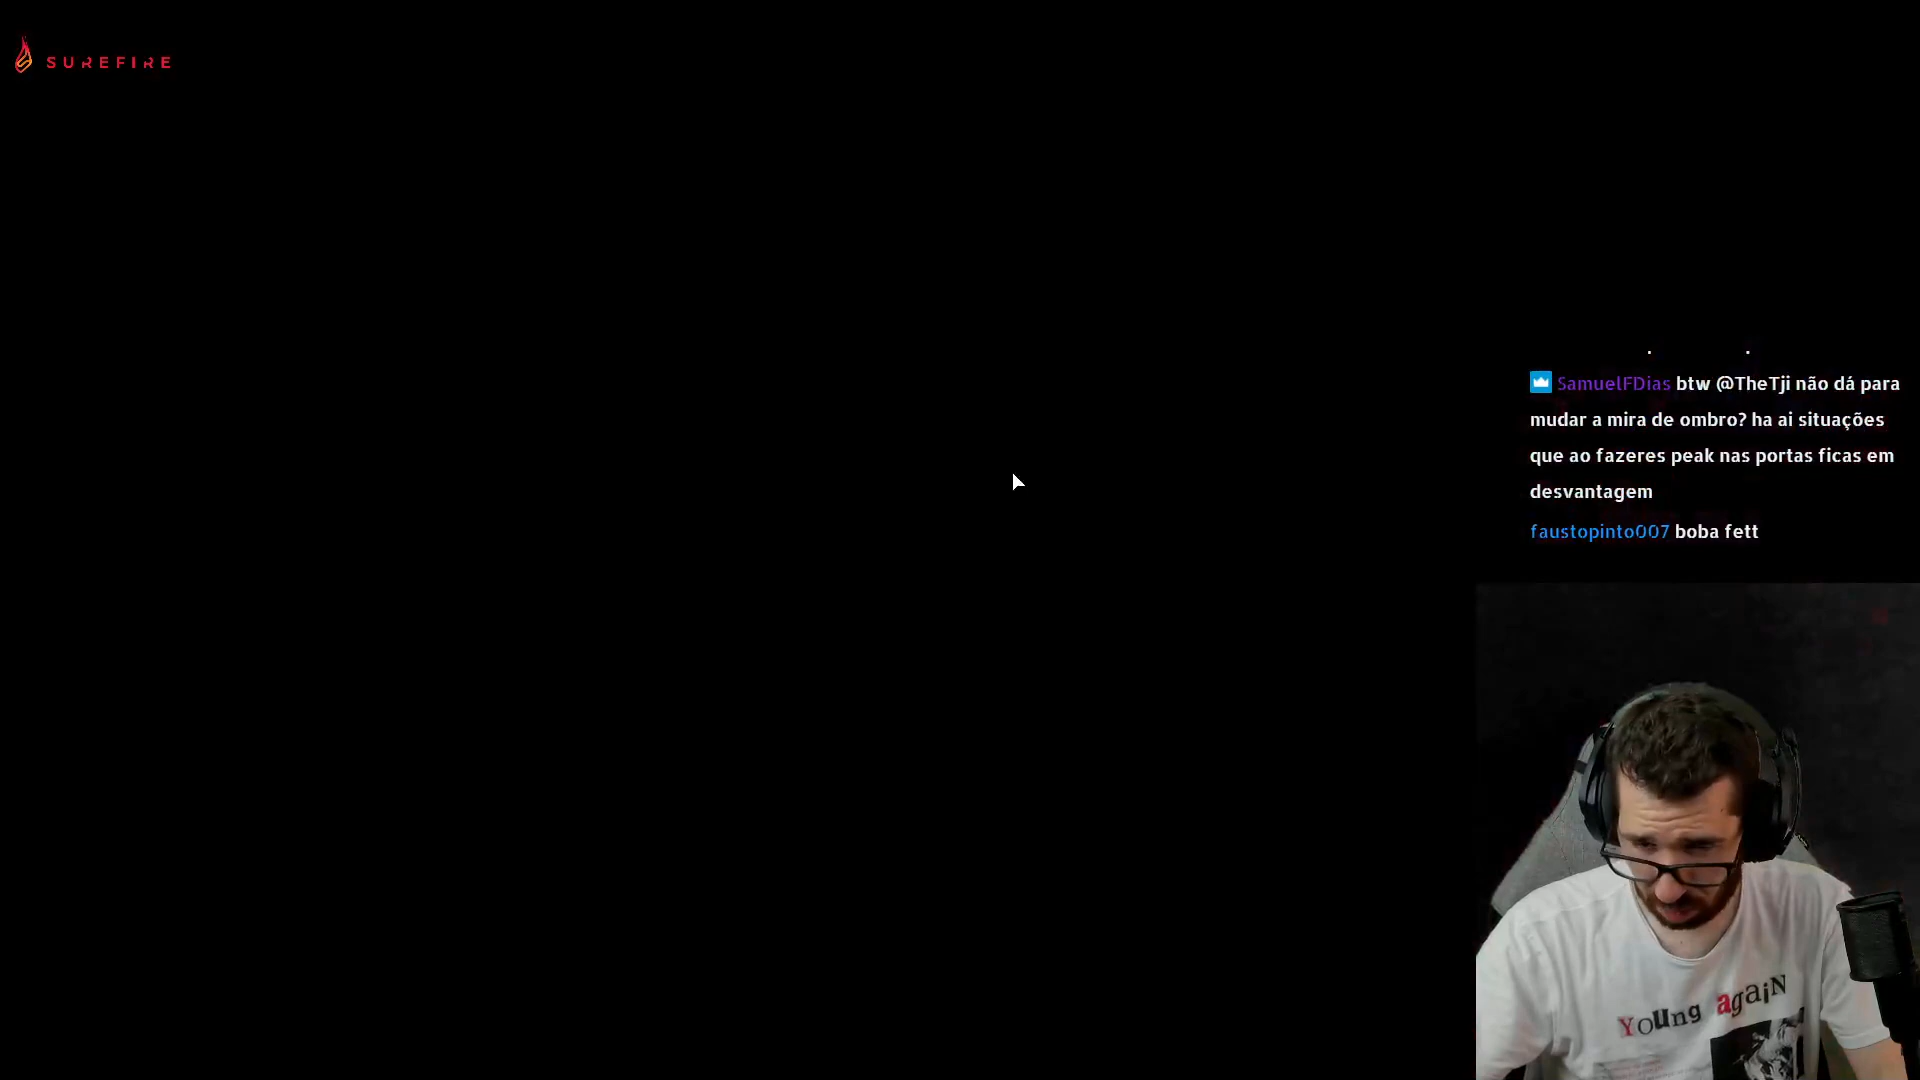 SUREFIRE
SamuelFDias btw @TheTji não dá para
mudar a mira de ombro? ha ai situações
que ao fazeres peak nas portas ficas em
desvantagem
faustopinto007 boba fett
Young again